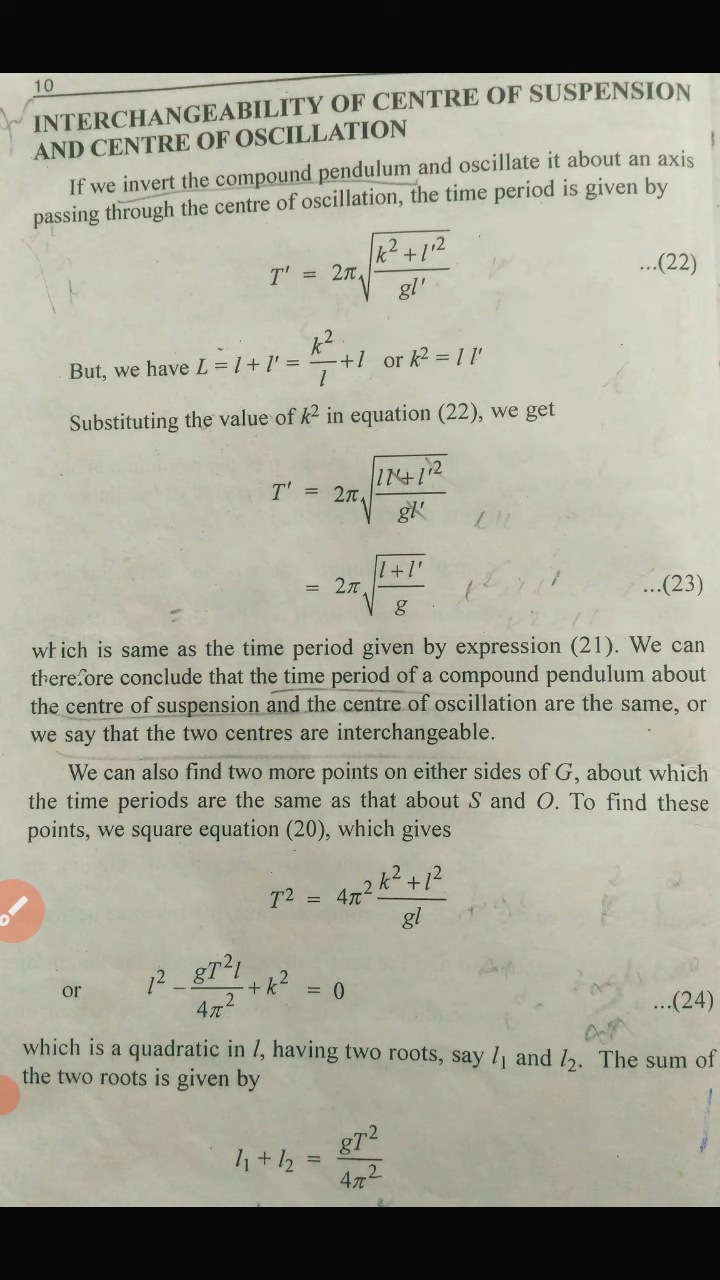 10
INTERCHANGEABILITY OF CENTRE OF SUSPENSION
AND CENTRE OF OSCILLATION
If we invert the compound pendulum and oscillate it about an axis
passing through the centre of oscillation, the time period is given by
T' = 2π√((k² + l'²)/(gl')) ...(22)
But, we have L = l + l' = k²/l + l or k² = l l'
Substituting the value of k² in equation (22), we get
T' = 2π√((ll' + l'²)/(gl'))
= 2π√((l + l')/g) ...(23)
which is same as the time period given by expression (21). We can
therefore conclude that the time period of a compound pendulum about
the centre of suspension and the centre of oscillation are the same, or
we say that the two centres are interchangeable.
We can also find two more points on either sides of G, about which
the time periods are the same as that about S and O. To find these
points, we square equation (20), which gives
T² = 4π² (k² + l²)/(gl)
or l² − gT²l/4π² + k² = 0 ...(24)
which is a quadratic in l, having two roots, say l₁ and l₂. The sum of
the two roots is given by
l₁ + l₂ = gT²/4π²